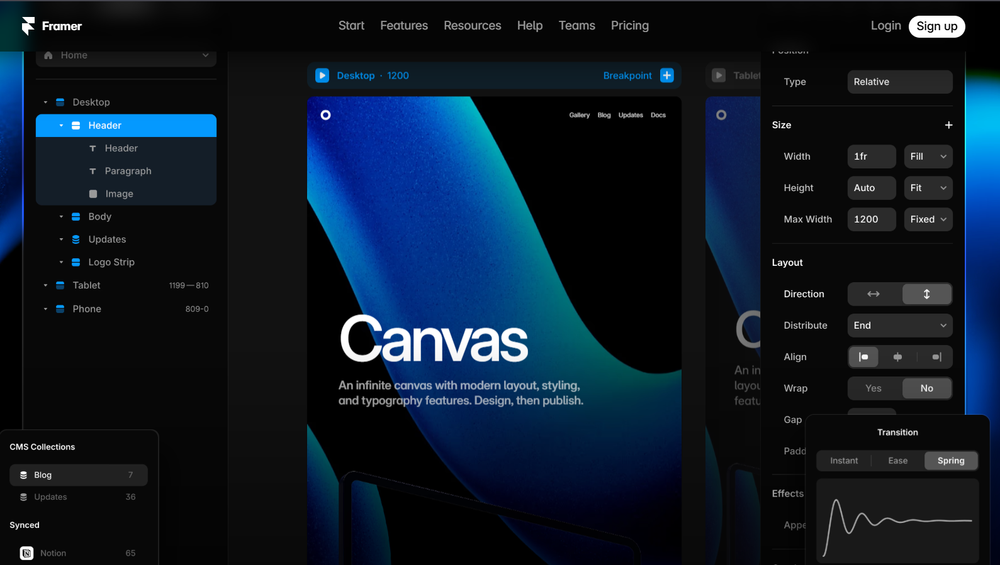 Framer
Start Features Resources Help Teams Pricing
Login Sign up
Home
Desktop
Header
Header
Paragraph
Image
Body
Updates
Logo Strip
Tablet 1199—810
Phone 809-0
CMS Collections
Blog 7
Updates 36
Synced
Notion 65
Desktop · 1200 Breakpoint
Gallery Blog Updates Docs
Canvas
An infinite canvas with modern layout, styling,
and typography features. Design, then publish.
Tablet
C
An in
layou
featu
Position
Type Relative
Size
Width 1fr Fill
Height Auto Fit
Max Width 1200 Fixed
Layout
Direction
Distribute End
Align
Wrap Yes No
Gap
Padd
Effects
Appe
Transition
Instant Ease Spring